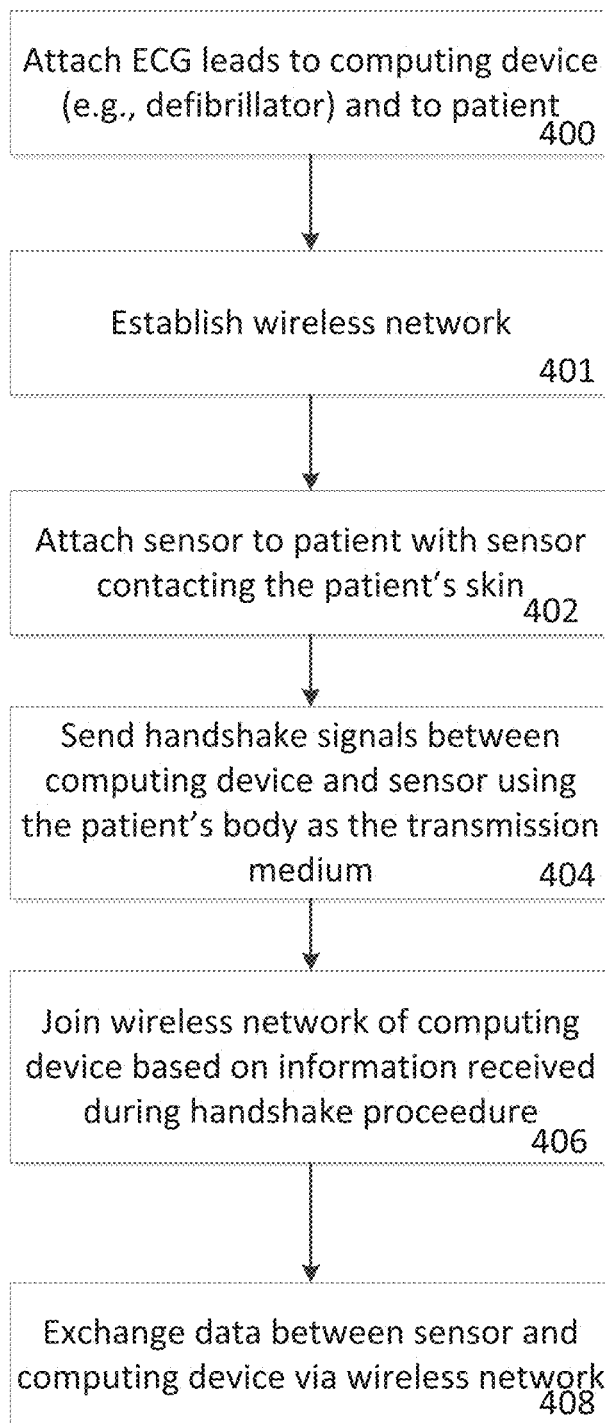 Attach ECG leads to computing device
(e.g., defibrillator) and to patient
400
Establish wireless network
401
Attach sensor to patient with sensor
contacting the patient's skin
402
Send handshake signals between
computing device and sensor using
the patient's body as the transmission
medium
404
Join wireless network of computing
device based on information received
during handshake proceedure
406
Exchange data between sensor and
computing device via wireless network
408